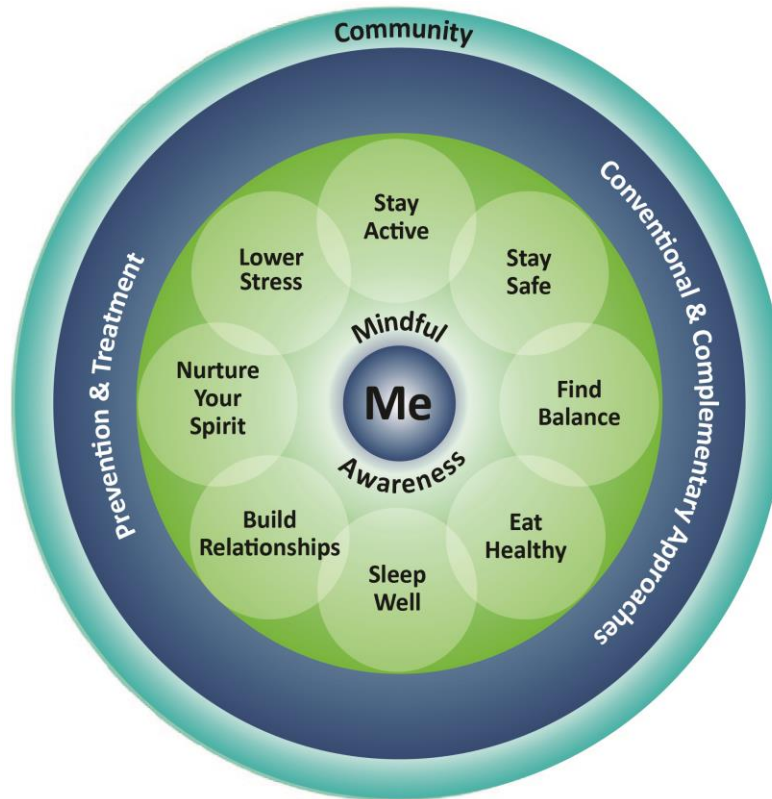 Community
Prevention & Treatment
Conventional & Complementary Approaches
Stay
Active
Stay
Safe
Find
Balance
Eat
Healthy
Sleep
Well
Build
Relationships
Nurture
Your
Spirit
Lower
Stress
Mindful
Me
Awareness